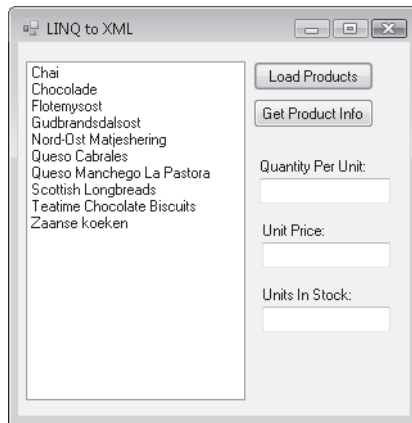 LINQ to XML
Chai
Chocolade
Flotemysost
Gudbrandsdalsost
Nord-Ost Matjeshering
Queso Cabrales
Queso Manchego La Pastora
Scottish Longbreads
Teatime Chocolate Biscuits
Zaanse koeken
Load Products
Get Product Info
Quantity Per Unit:
Unit Price:
Units In Stock: